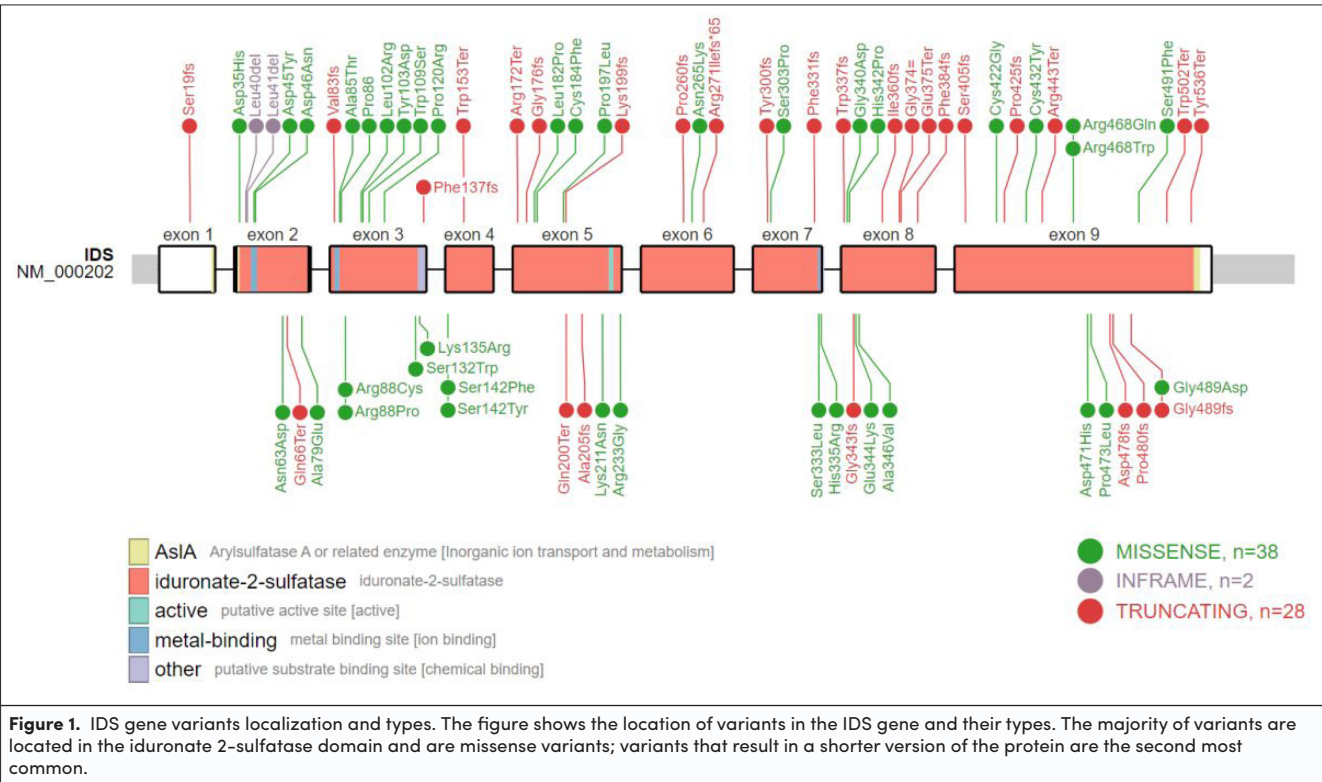 Ser19fs
Asp35His
Leu40del
Leu41del
Asp45Tyr
Asp46Asn
Val83fs
Ala85Thr
Pro86
Leu102Arg
Tyr103Asp
Trp109Ser
Pro120Arg
Trp153Ter
Arg172Ter
Gly176fs
Leu182Pro
Cys184Phe
Pro197Leu
Lys199fs
Pro260fs
Asn265Lys
Arg271Ilefs*65
Tyr300fs
Ser303Pro
Phe331fs
Trp337fs
Gly340Asp
His342Pro
Ile360fs
Gly374=
Glu375Ter
Phe384fs
Ser405fs
Cys422Gly
Pro425fs
Cys432Tyr
Arg443Ter
Arg468Gln
Arg468Trp
Ser491Phe
Trp502Ter
Tyr536Ter
Phe137fs
exon 1
exon 2
exon 3
exon 4
exon 5
exon 6
exon 7
exon 8
exon 9
IDS
NM_000202
Asn63Asp
Gln66Ter
Ala79Glu
Arg88Cys
Arg88Pro
Lys135Arg
Ser132Trp
Ser142Phe
Ser142Tyr
Gln200Ter
Ala205fs
Lys211Asn
Arg233Gly
Ser333Leu
His335Arg
Gly343fs
Glu344Lys
Ala346Val
Asp471His
Pro473Leu
Asp478fs
Pro480fs
Gly489Asp
Gly489fs
AslA Arylsulfatase A or related enzyme [Inorganic ion transport and metabolism]
iduronate-2-sulfatase iduronate-2-sulfatase
active putative active site [active]
metal-binding metal binding site [ion binding]
other putative substrate binding site [chemical binding]
MISSENSE, n=38
INFRAME, n=2
TRUNCATING, n=28
Figure 1. IDS gene variants localization and types. The figure shows the location of variants in the IDS gene and their types. The majority of variants are
located in the iduronate 2-sulfatase domain and are missense variants; variants that result in a shorter version of the protein are the second most
common.